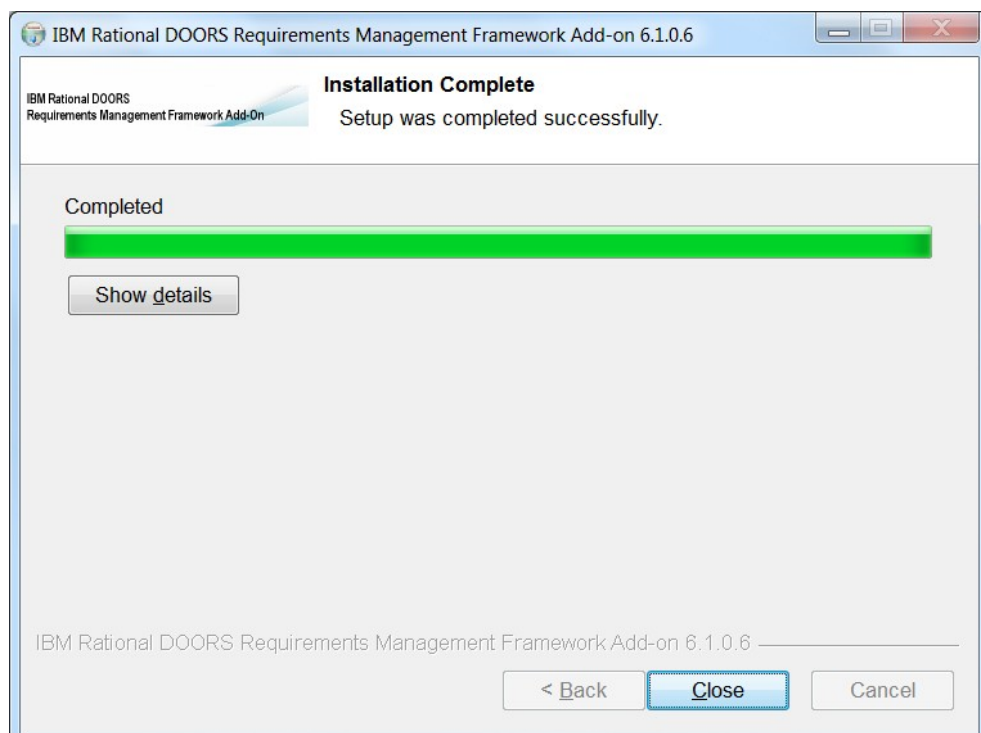 IBM Rational DOORS Requirements Management Framework Add-on 6.1.0.6
IBM Rational DOORS
Requirements Management Framework Add-On
Installation Complete
Setup was completed successfully.
Completed
Show details
IBM Rational DOORS Requirements Management Framework Add-on 6.1.0.6
< Back
Close
Cancel